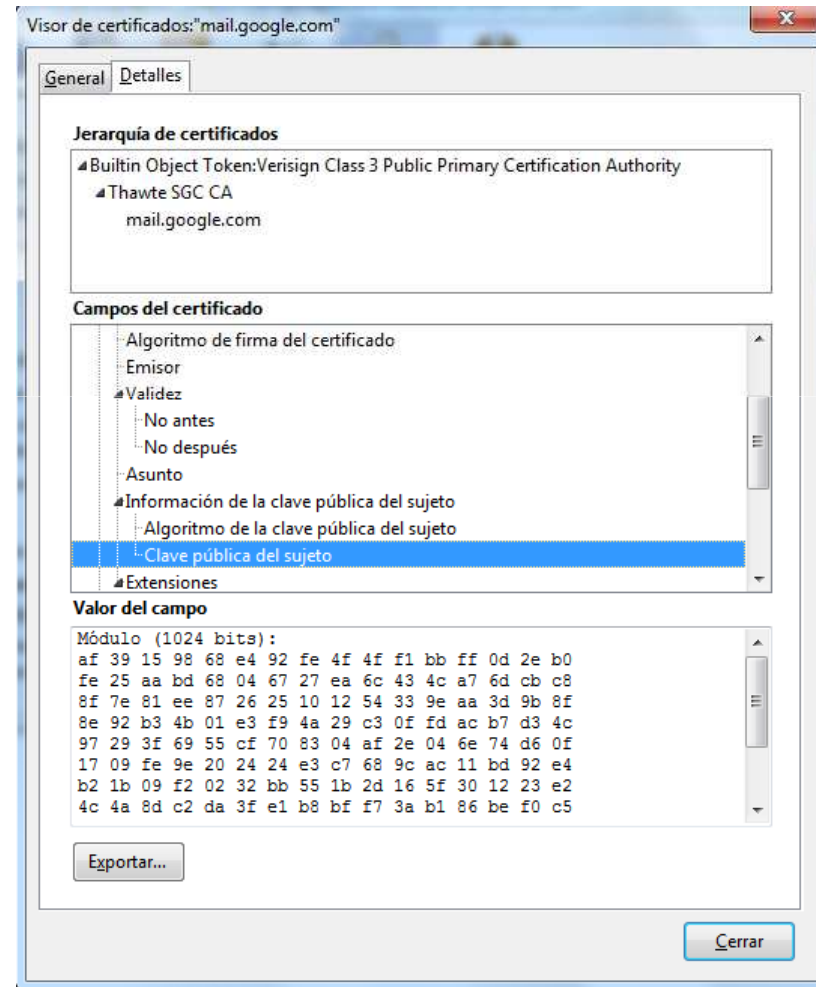 Visor de certificados:"mail.google.com"
General Detalles
Jerarquía de certificados
Builtin Object Token:Verisign Class 3 Public Primary Certification Authority
Thawte SGC CA
mail.google.com
Campos del certificado
Algoritmo de firma del certificado
Emisor
Validez
No antes
No después
Asunto
Información de la clave pública del sujeto
Algoritmo de la clave pública del sujeto
Clave pública del sujeto
Extensiones
Valor del campo
Módulo (1024 bits):
af 39 15 98 68 e4 92 fe 4f 4f f1 bb ff 0d 2e b0
fe 25 aa bd 68 04 67 27 ea 6c 43 4c a7 6d cb c8
8f 7e 81 ee 87 26 25 10 12 54 33 9e aa 3d 9b 8f
8e 92 b3 4b 01 e3 f9 4a 29 c3 0f fd ac b7 d3 4c
97 29 3f 69 55 cf 70 83 04 af 2e 04 6e 74 d6 0f
17 09 fe 9e 20 24 24 e3 c7 68 9c ac 11 bd 92 e4
b2 1b 09 f2 02 32 bb 55 1b 2d 16 5f 30 12 23 e2
4c 4a 8d c2 da 3f e1 b8 bf f7 3a b1 86 be f0 c5
Exportar...
Cerrar